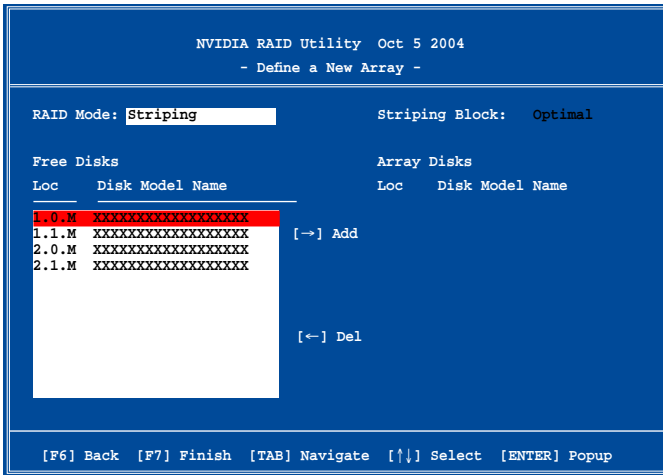 NVIDIA RAID Utility Oct 5 2004
- Define a New Array -
RAID Mode: Striping Striping Block: Optimal
Free Disks Array Disks
Loc Disk Model Name Loc Disk Model Name
1.0.M XXXXXXXXXXXXXXXXXX
1.1.M XXXXXXXXXXXXXXXXXX [→] Add
2.0.M XXXXXXXXXXXXXXXXXX
2.1.M XXXXXXXXXXXXXXXXXX
[←] Del
[F6] Back [F7] Finish [TAB] Navigate [↑↓] Select [ENTER] Popup